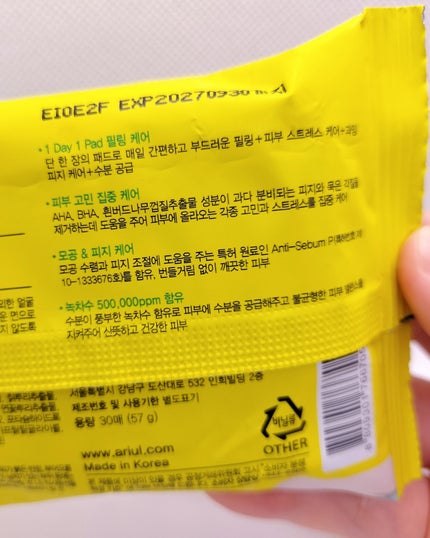 EI0E2F EXP20270930
• 1 Day 1 Pad 필링 케어
단 한 장의 패드로 매일 간편하고 부드러운 필링+피부 스트레스 케어+과잉
피지 케어+수분 공급
• 피부 고민 집중 케어
AHA, BHA, 흰버드나무껍질추출물 성분이 과다 분비되는 피지와 묵은 각질을
제거하는데 도움을 주어 피부에 올라오는 각종 고민과 스트레스를 집중 케어
• 모공 & 피지 케어
모공 수렴과 피지 조절에 도움을 주는 특허 원료인 Anti-Sebum P(특허번호 제
10-1333676호)를 함유, 번들거림 없이 깨끗한 피부
• 녹차수 500,000ppm 함유
수분이 풍부한 녹차수 함유로 피부에 수분을 공급해주고 불균형한 피부 밸런스를
지켜주어 산뜻하고 건강한 피부
서울특별시 강남구 도산대로 532 인희빌딩 2층
제조번호 및 사용기한 별도표기
용량 30매 (57 g)
비닐류
OTHER
www.ariul.com
Made in Korea